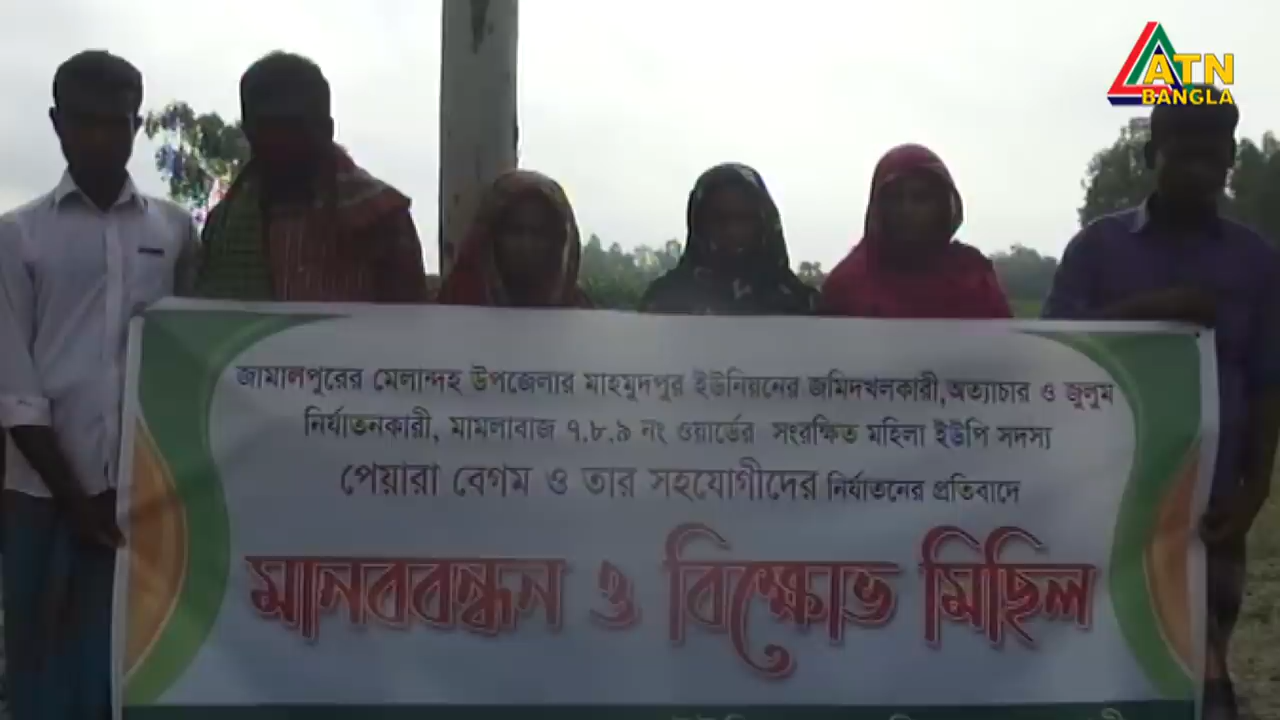 ATN
BANGLA
জামালপুরের মেলান্দহ উপজেলার মাহমুদপুর ইউনিয়নের জমিদখলকারী,অত্যাচার ও জুলুম
নির্যাতনকারী, মামলাবাজ ৭.৮.৯ নং ওয়ার্ডের সংরক্ষিত মহিলা ইউপি সদস্য
পেয়ারা বেগম ও তার সহযোগীদের নির্যাতনের প্রতিবাদে
মানববন্ধন ও বিক্ষোভ মিছিল